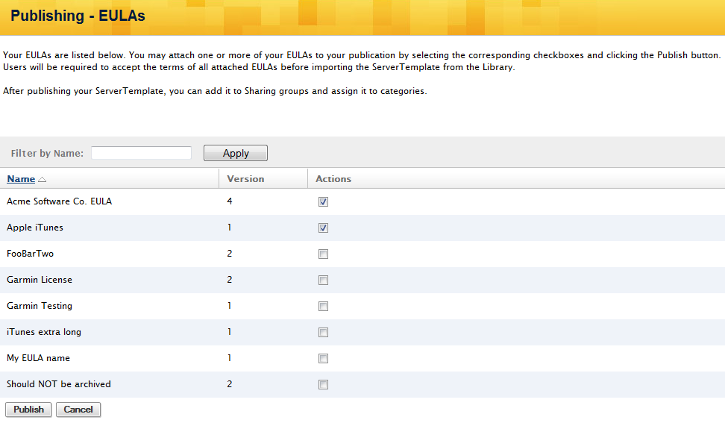 Publishing - EULAs
Your EULAs are listed below. You may attach one or more of your EULAs to your publication by selecting the corresponding checkboxes and clicking the Publish button.
Users will be required to accept the terms of all attached EULAs before importing the ServerTemplate from the Library.
After publishing your ServerTemplate, you can add it to Sharing groups and assign it to categories.
Filter by Name: Apply
Name Version Actions
Acme Software Co. EULA 4
Apple iTunes 1
FooBarTwo 2
Garmin License 2
Garmin Testing 1
iTunes extra long 1
My EULA name 1
Should NOT be archived 2
Publish Cancel